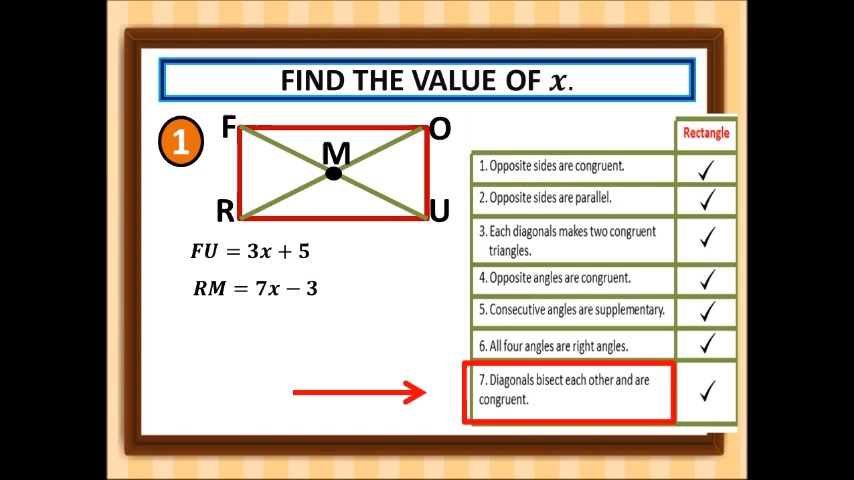 FIND THE VALUE OF x.
1
F
O
M
R
U
FU = 3x + 5
RM = 7x − 3
Rectangle
1. Opposite sides are congruent.
✓
2. Opposite sides are parallel.
✓
3. Each diagonals makes two congruent
triangles.
✓
4. Opposite angles are congruent.
✓
5. Consecutive angles are supplementary.
✓
6. All four angles are right angles.
✓
7. Diagonals bisect each other and are
congruent.
✓